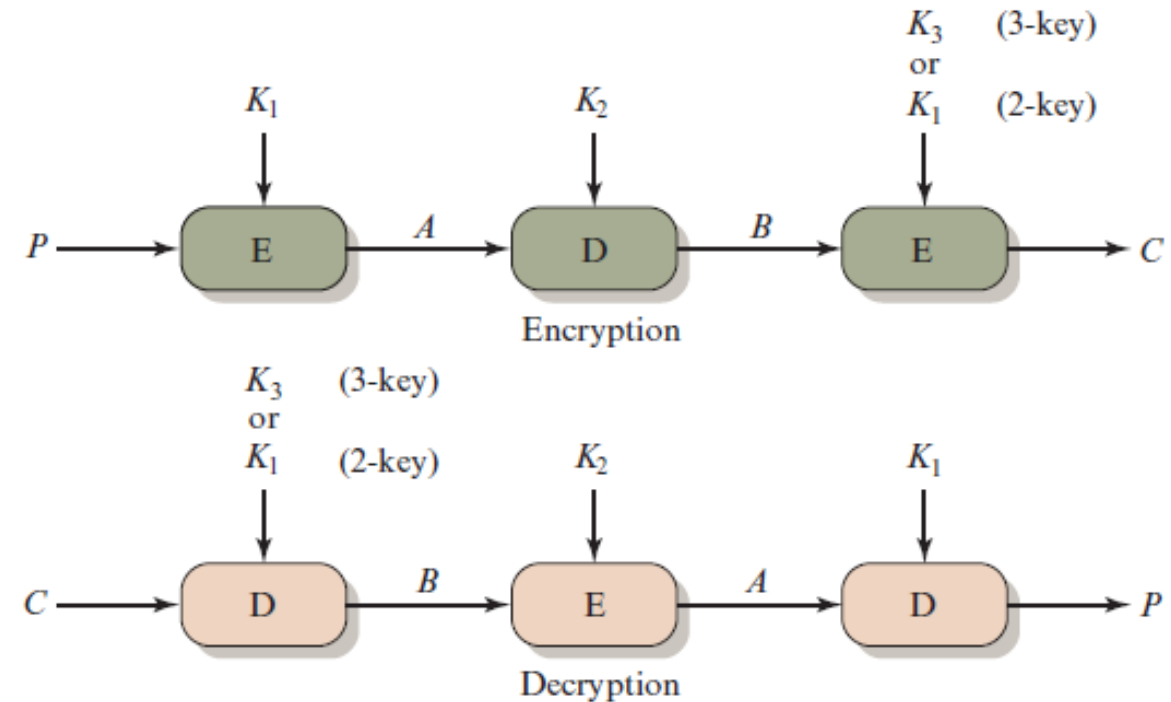 K₃ (3-key)
or
K₁ K₂ K₁ (2-key)
P E A D B E C
Encryption
K₃ (3-key)
or
K₁ (2-key) K₂ K₁
C D B E A D P
Decryption